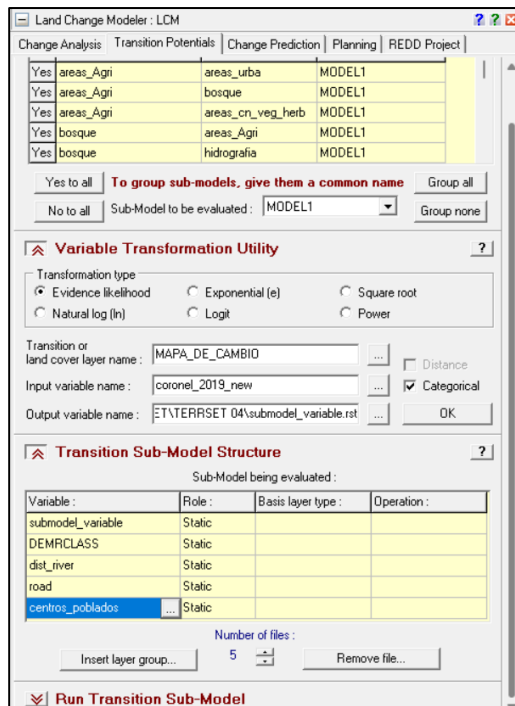 Land Change Modeler : LCM
? ?
Change Analysis Transition Potentials Change Prediction Planning REDD Project
Yes areas_Agri areas_urba MODEL1
Yes areas_Agri bosque MODEL1
Yes areas_Agri areas_cn_veg_herb MODEL1
Yes bosque areas_Agri MODEL1
Yes bosque hidrografia MODEL1
Yes to all To group sub-models, give them a common name Group all
No to all Sub-Model to be evaluated : MODEL1 Group none
Variable Transformation Utility ?
Transformation type
Evidence likelihood Exponential (e) Square root
Natural log (ln) Logit Power
Transition or
land cover layer name : MAPA_DE_CAMBIO ... Distance
Input variable name : coronel_2019_new ... Categorical
Output variable name : ET\TERRSET 04\submodel_variable.rst ... OK
Transition Sub-Model Structure ?
Sub-Model being evaluated :
Variable : Role : Basis layer type : Operation :
submodel_variable Static
DEMRCLASS Static
dist_river Static
road Static
centros_poblados ... Static
Number of files :
Insert layer group... 5 Remove file...
Run Transition Sub-Model